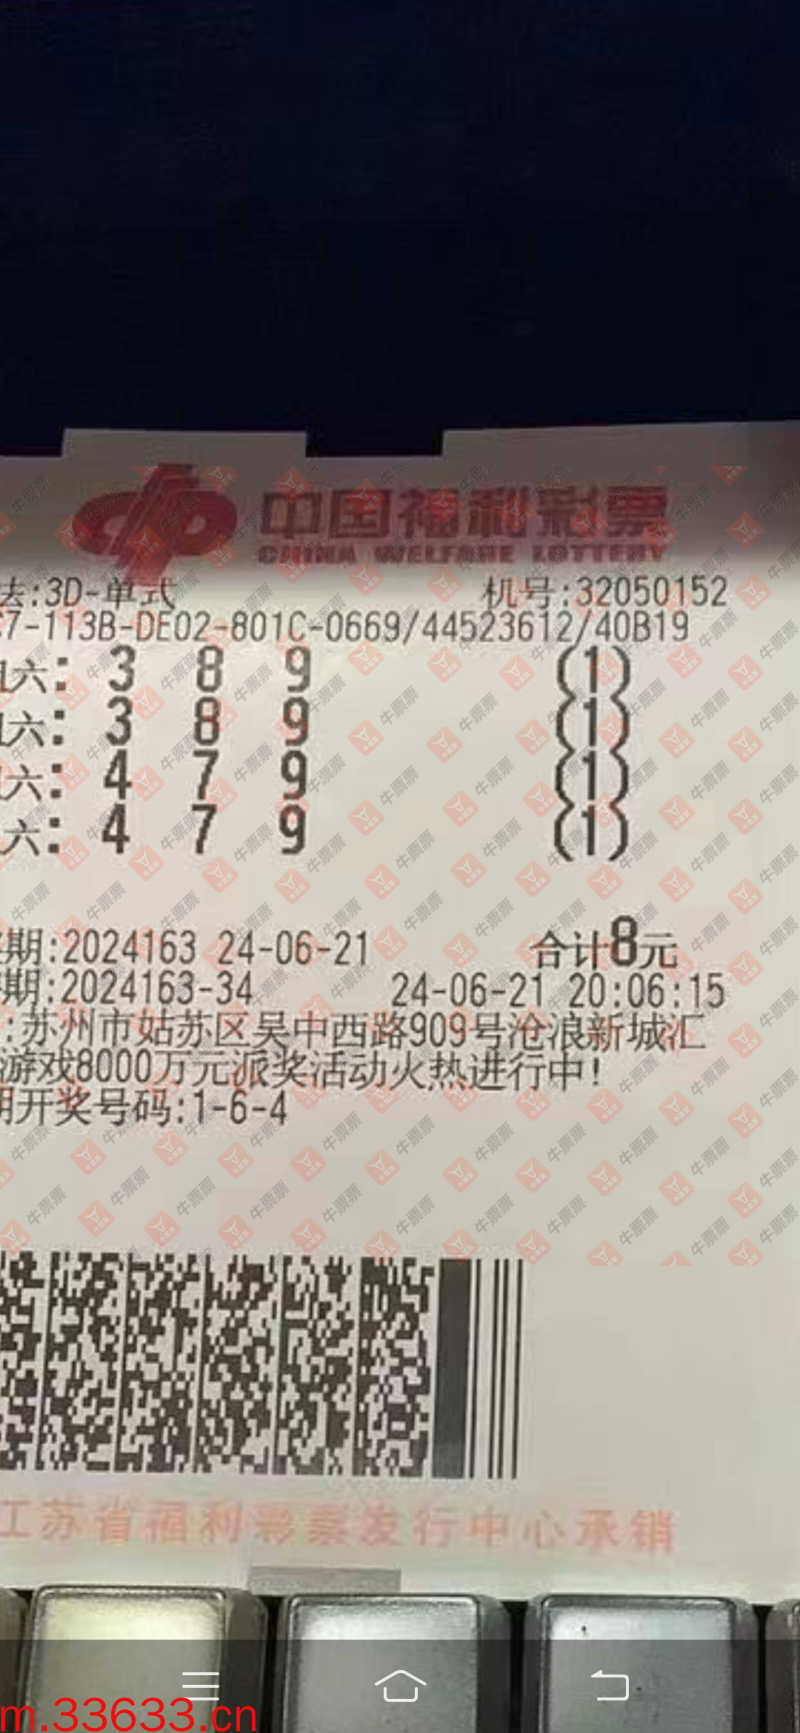 中国福利彩票
CHINA WELFARE LOTTERY
法:3D-单式 机号:32050152
7-113B-DE02-801C-0669/44523612/40B19
六: 3 8 9 (1)
六: 3 8 9 (1)
六: 4 7 9 (1)
六: 4 7 9 (1)
期:2024163 24-06-21 合计8元
期:2024163-34 24-06-21 20:06:15
:苏州市姑苏区吴中西路909号沧浪新城汇
游戏8000万元派奖活动火热进行中!
期开奖号码:1-6-4
江苏省福利彩票发行中心承销
牛票票
m.33633.cn